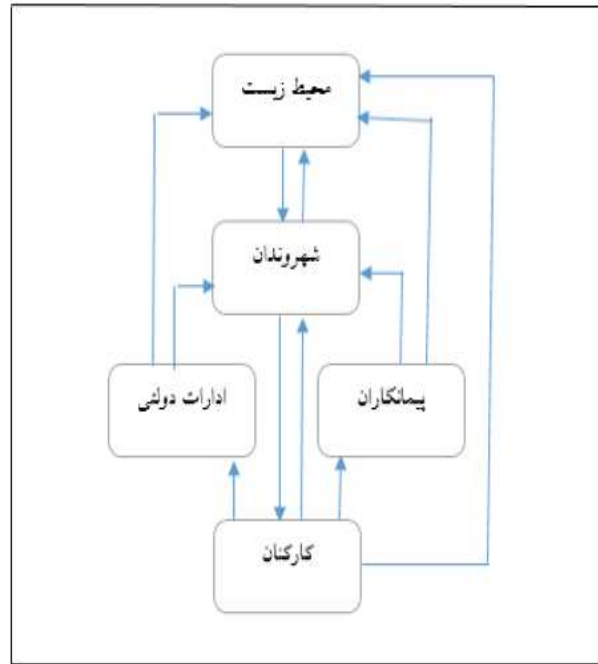 محیط زیست
شهروندان
پیمانکاران
ادارات دولتی
کارکنان